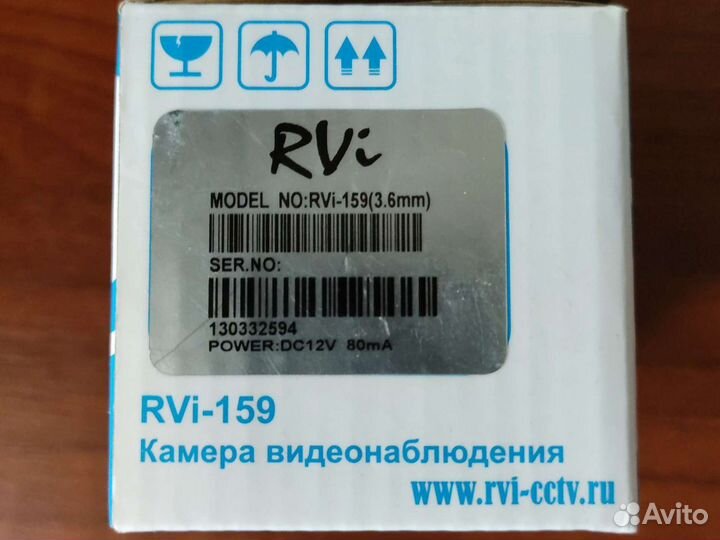 RVi
MODEL NO:RVi-159(3.6mm)
SER.NO:
130332594
POWER:DC12V 80mA
RVi-159
Камера видеонаблюдения
www.rvi-cctv.ru
Avito